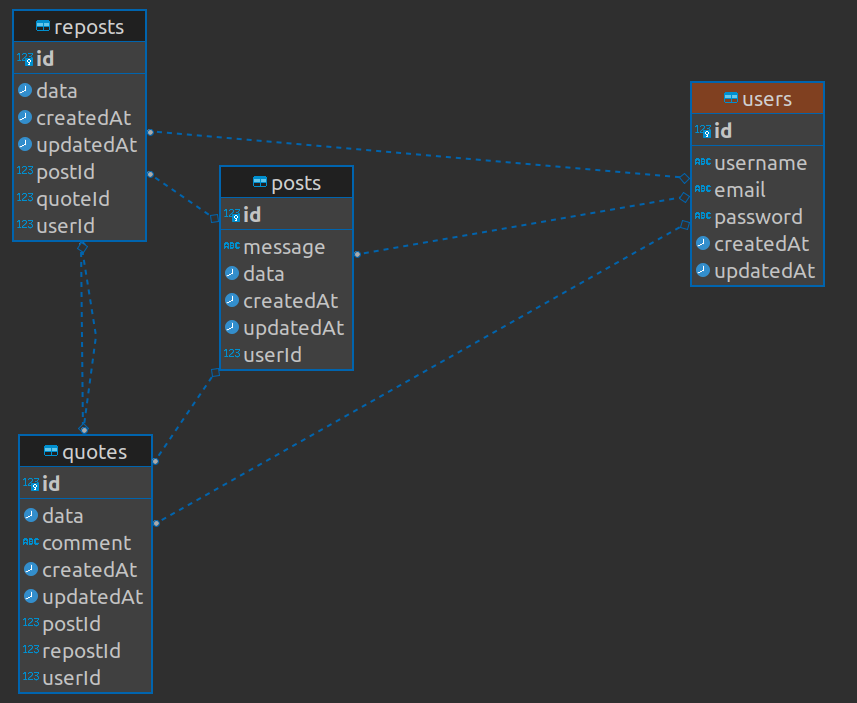 reposts
123 id
data
createdAt
updatedAt
123 postId
123 quoteId
123 userId
posts
123 id
ABC message
data
createdAt
updatedAt
123 userId
users
123 id
ABC username
ABC email
ABC password
createdAt
updatedAt
quotes
123 id
data
ABC comment
createdAt
updatedAt
123 postId
123 repostId
123 userId